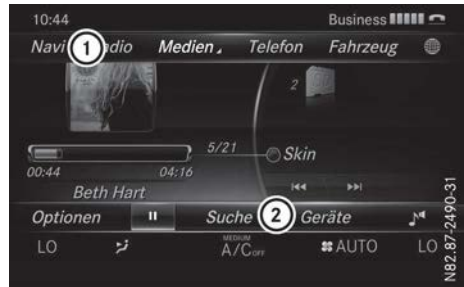 10:44 Business
Navi Radio Medien Telefon Fahrzeug
1
2
5/21 Skin
00:44 04:16
Beth Hart
Optionen Suche 2 Geräte
LO MEDIUM A/C OFF AUTO LO
N82.87-2490-31